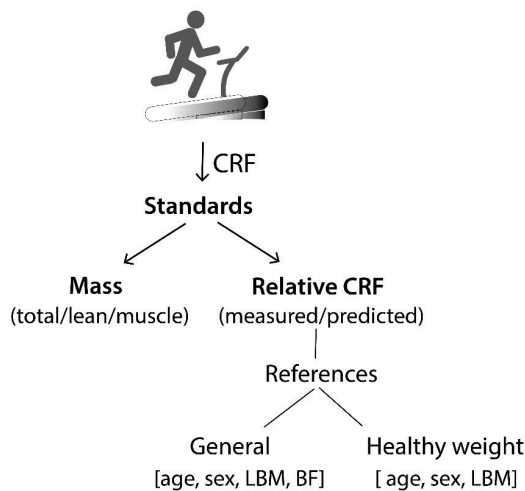 CRF
Standards
Mass
(total/lean/muscle)
Relative CRF
(measured/predicted)
References
General
[age, sex, LBM, BF]
Healthy weight
[ age, sex, LBM]